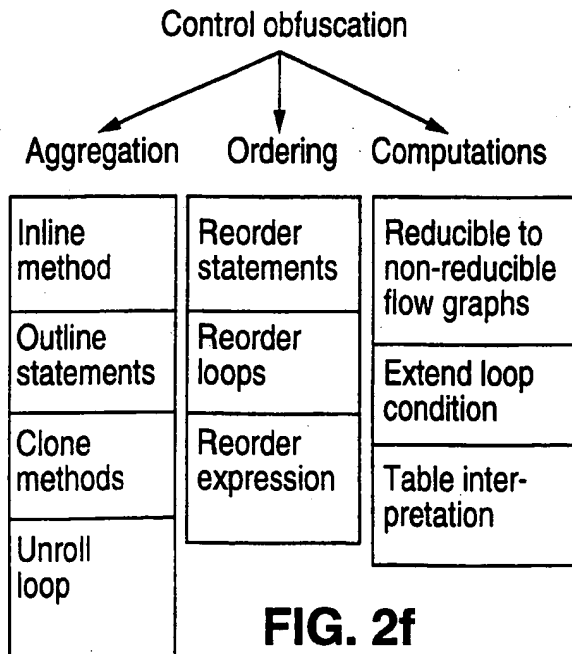 Control obfuscation
Aggregation
Ordering
Computations
Inline
method
Outline
statements
Clone
methods
Unroll
loop
Reorder
statements
Reorder
loops
Reorder
expression
Reducible to
non-reducible
flow graphs
Extend loop
condition
Table inter-
pretation
FIG. 2f